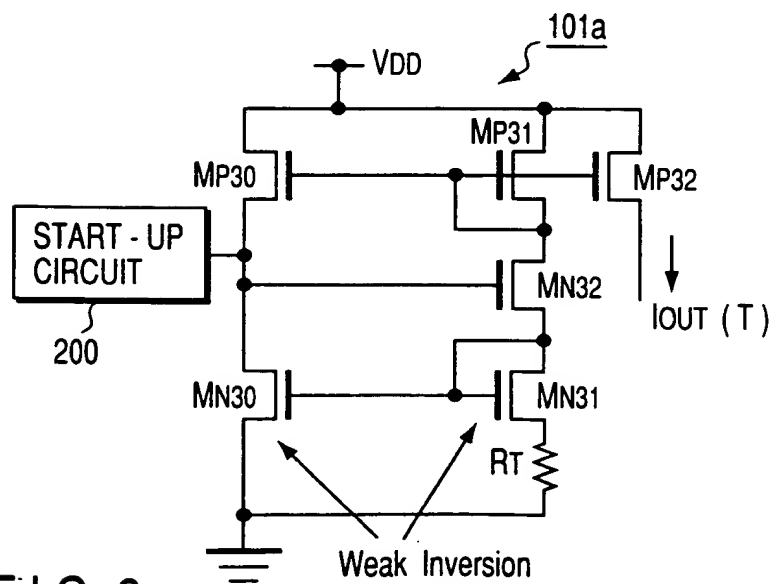 101a
VDD
MP30
MP31
MP32
START - UP
CIRCUIT
200
MN32
IOUT (T)
MN30
MN31
RT
Weak Inversion